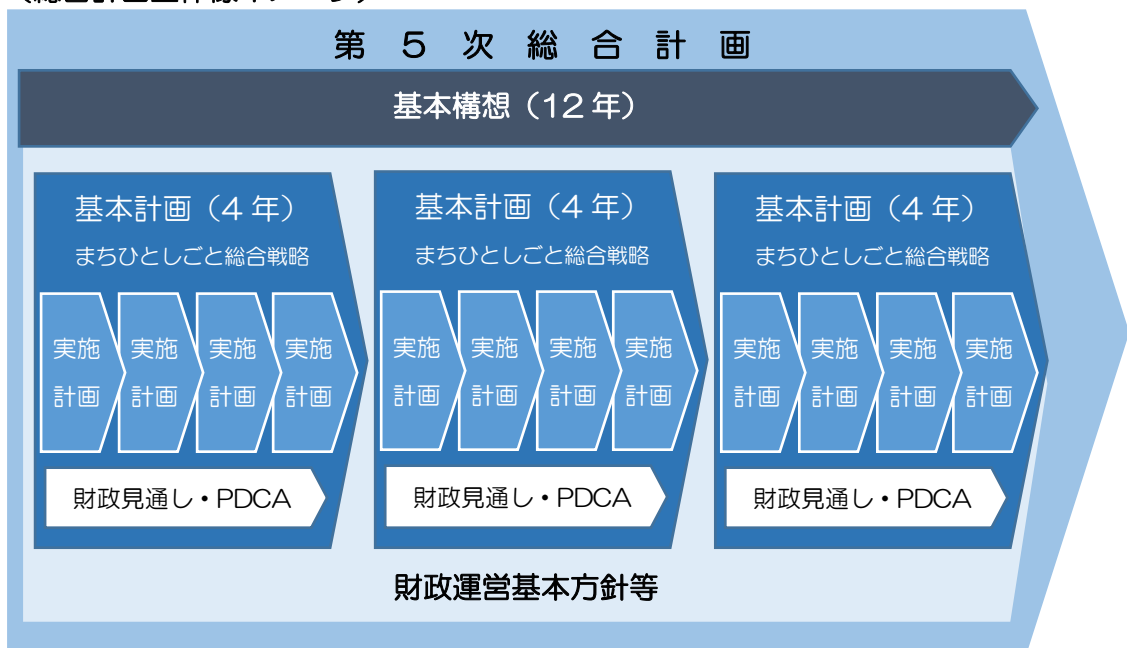 第５次総合計画
基本構想（12年）
基本計画（4年）
まちひとしごと総合戦略
実施計画
実施計画
実施計画
実施計画
財政見通し・PDCA
基本計画（4年）
まちひとしごと総合戦略
実施計画
実施計画
実施計画
実施計画
財政見通し・PDCA
基本計画（4年）
まちひとしごと総合戦略
実施計画
実施計画
実施計画
実施計画
財政見通し・PDCA
財政運営基本方針等